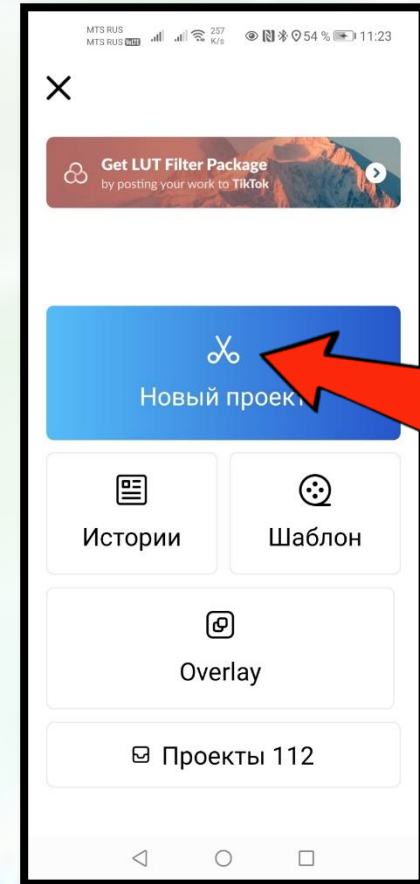 MTS RUS
MTS RUS 257 K/s 54 % 11:23
Get LUT Filter Package
by posting your work to TikTok
Новый проект
Истории Шаблон
Overlay
Проекты 112